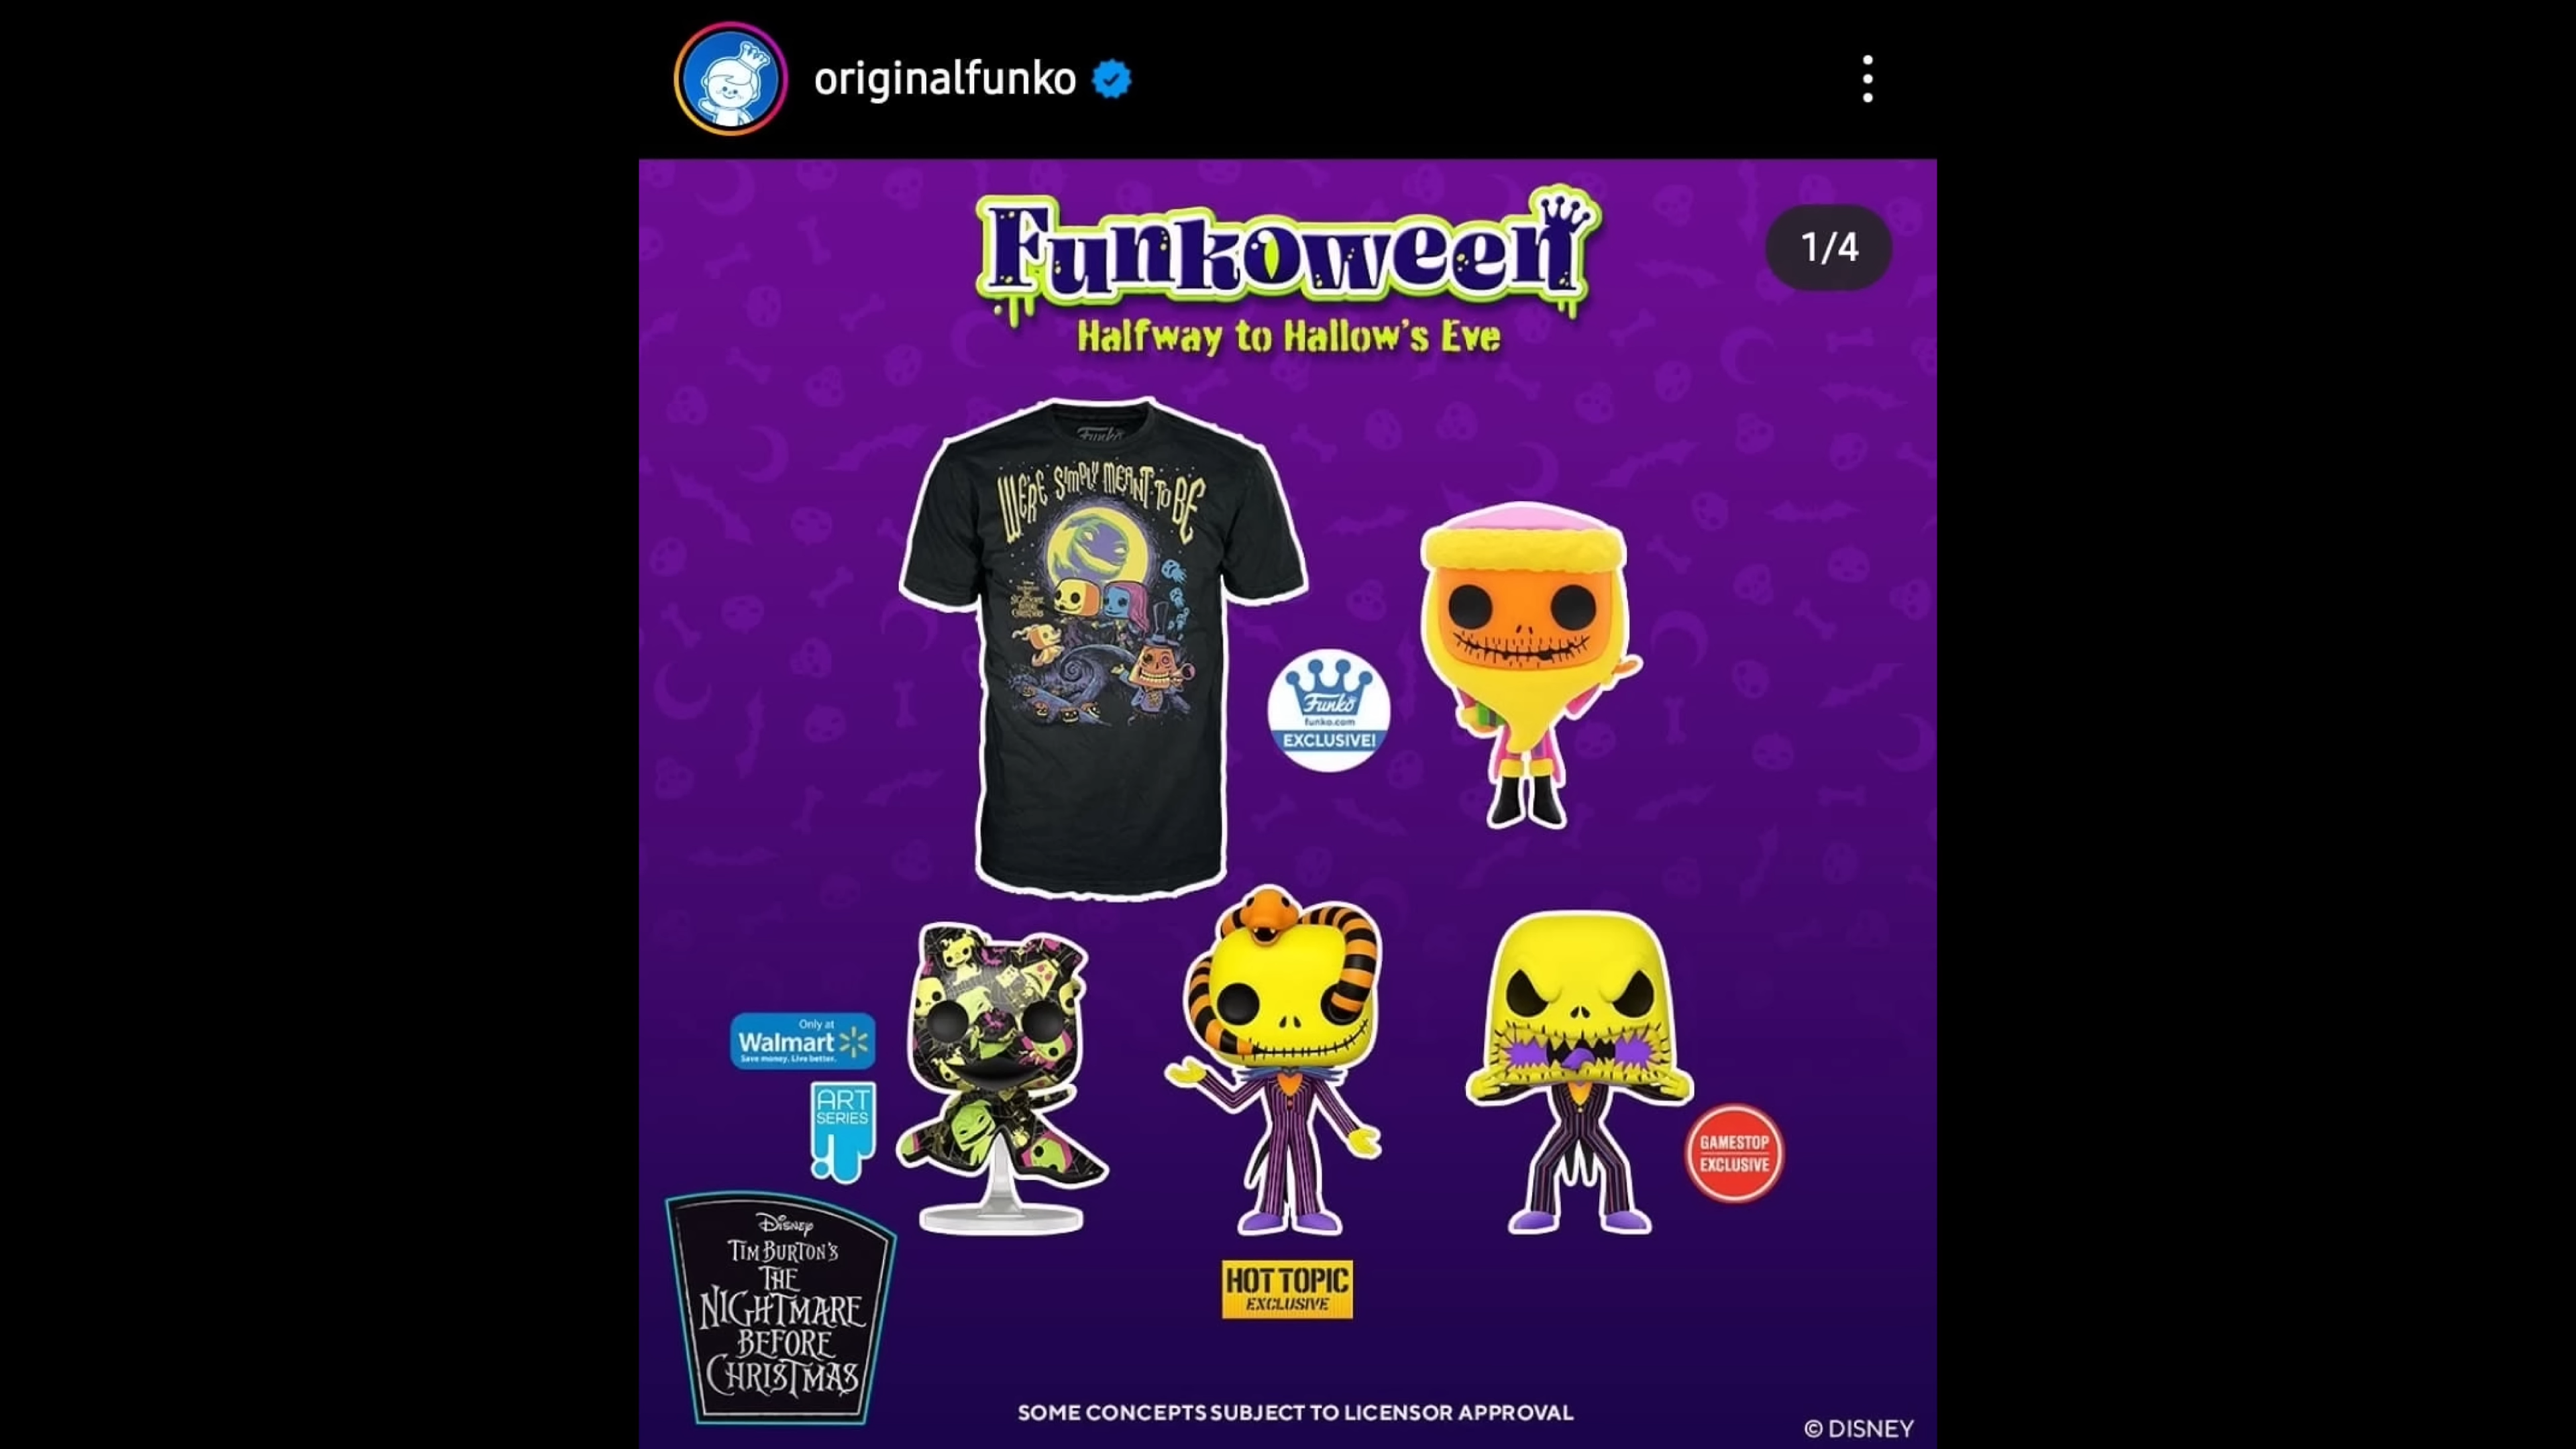 originalfunko
1/4
Funkoween
Halfway to Hallow's Eve
Funko
WE'RE SIMPLY MEANT TO BE
Funko
funko.com
EXCLUSIVE!
Only at
Walmart
Save money. Live better.
ART
SERIES
HOT TOPIC
EXCLUSIVE
GAMESTOP
EXCLUSIVE
Disney
TIM BURTON'S
THE
NIGHTMARE
BEFORE
CHRISTMAS
SOME CONCEPTS SUBJECT TO LICENSOR APPROVAL
© DISNEY